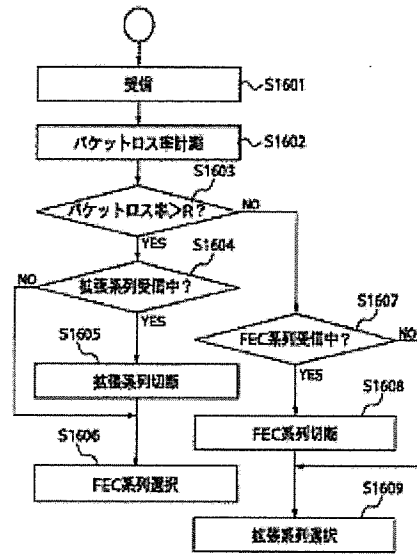 受信
S1601
パケットロス率計測
S1602
S1603
パケットロス率>R?
NO
YES
S1604
NO
拡張系列受信中?
S1607
YES
FEC系列受信中?
NO
S1605
拡張系列切断
YES
S1608
FEC系列切断
S1606
FEC系列選択
S1609
拡張系列選択